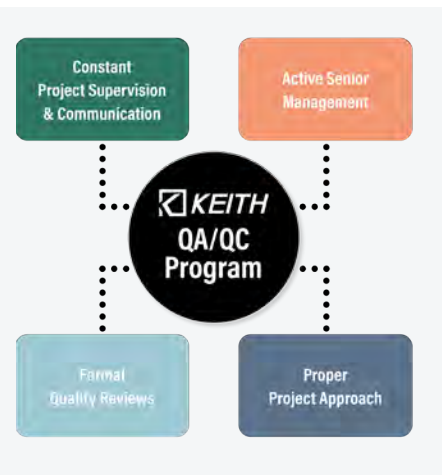 Constant
Project Supervision
& Communication
Active Senior
Management
KEITH
QA/QC
Program
Formal
Quality Reviews
Proper
Project Approach